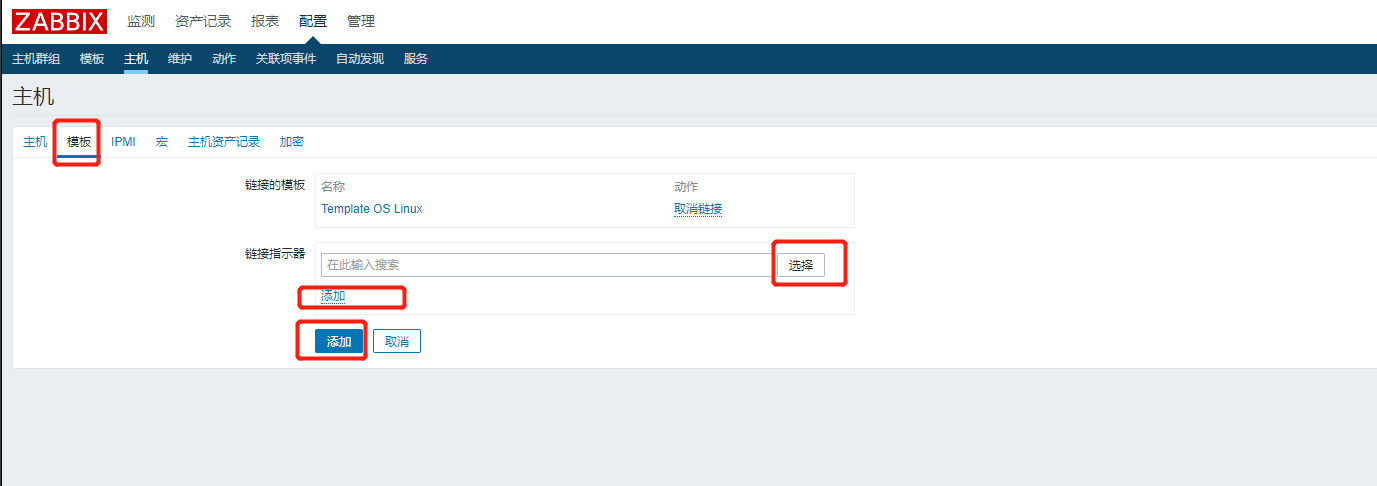 ZABBIX 监测 资产记录 报表 配置 管理
主机群组 模板 主机 维护 动作 关联项事件 自动发现 服务
主机
主机 模板 IPMI 宏 主机资产记录 加密
链接的模板 名称 动作
Template OS Linux 取消链接
链接指示器
在此输入搜索 选择
添加
添加 取消